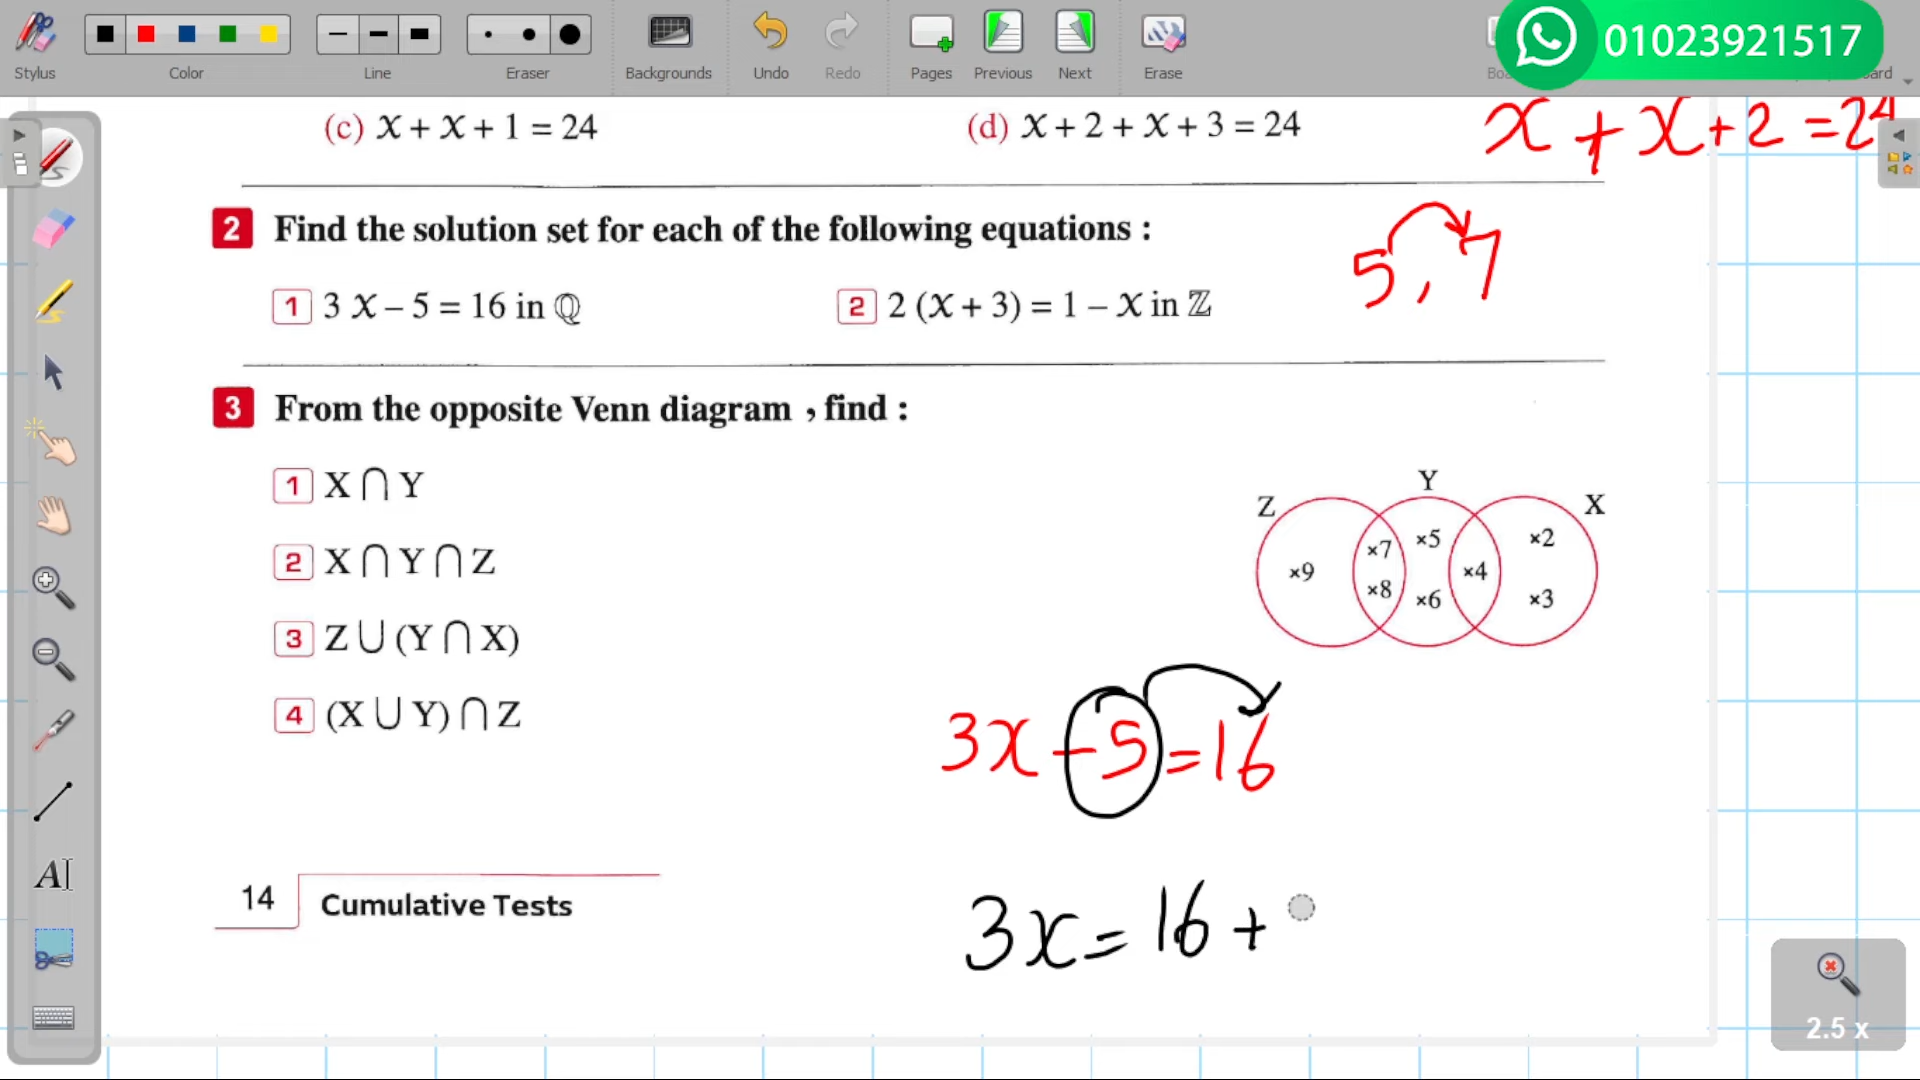 Stylus Color Line Eraser Backgrounds Undo Redo Pages Previous Next Erase
01023921517
(c) X + X + 1 = 24 (d) X + 2 + X + 3 = 24
x + x + 2 = 24
2 Find the solution set for each of the following equations :
5, 7
1 3 X – 5 = 16 in ℚ 2 2 (X + 3) = 1 – X in ℤ
3 From the opposite Venn diagram , find :
1 X ∩ Y
2 X ∩ Y ∩ Z
3 Z ∪ (Y ∩ X)
4 (X ∪ Y) ∩ Z
Z Y X
×9 ×7 ×8 ×5 ×6 ×4 ×2 ×3
3x – 5 = 16
3x = 16 +
14 Cumulative Tests
AI
2.5 x